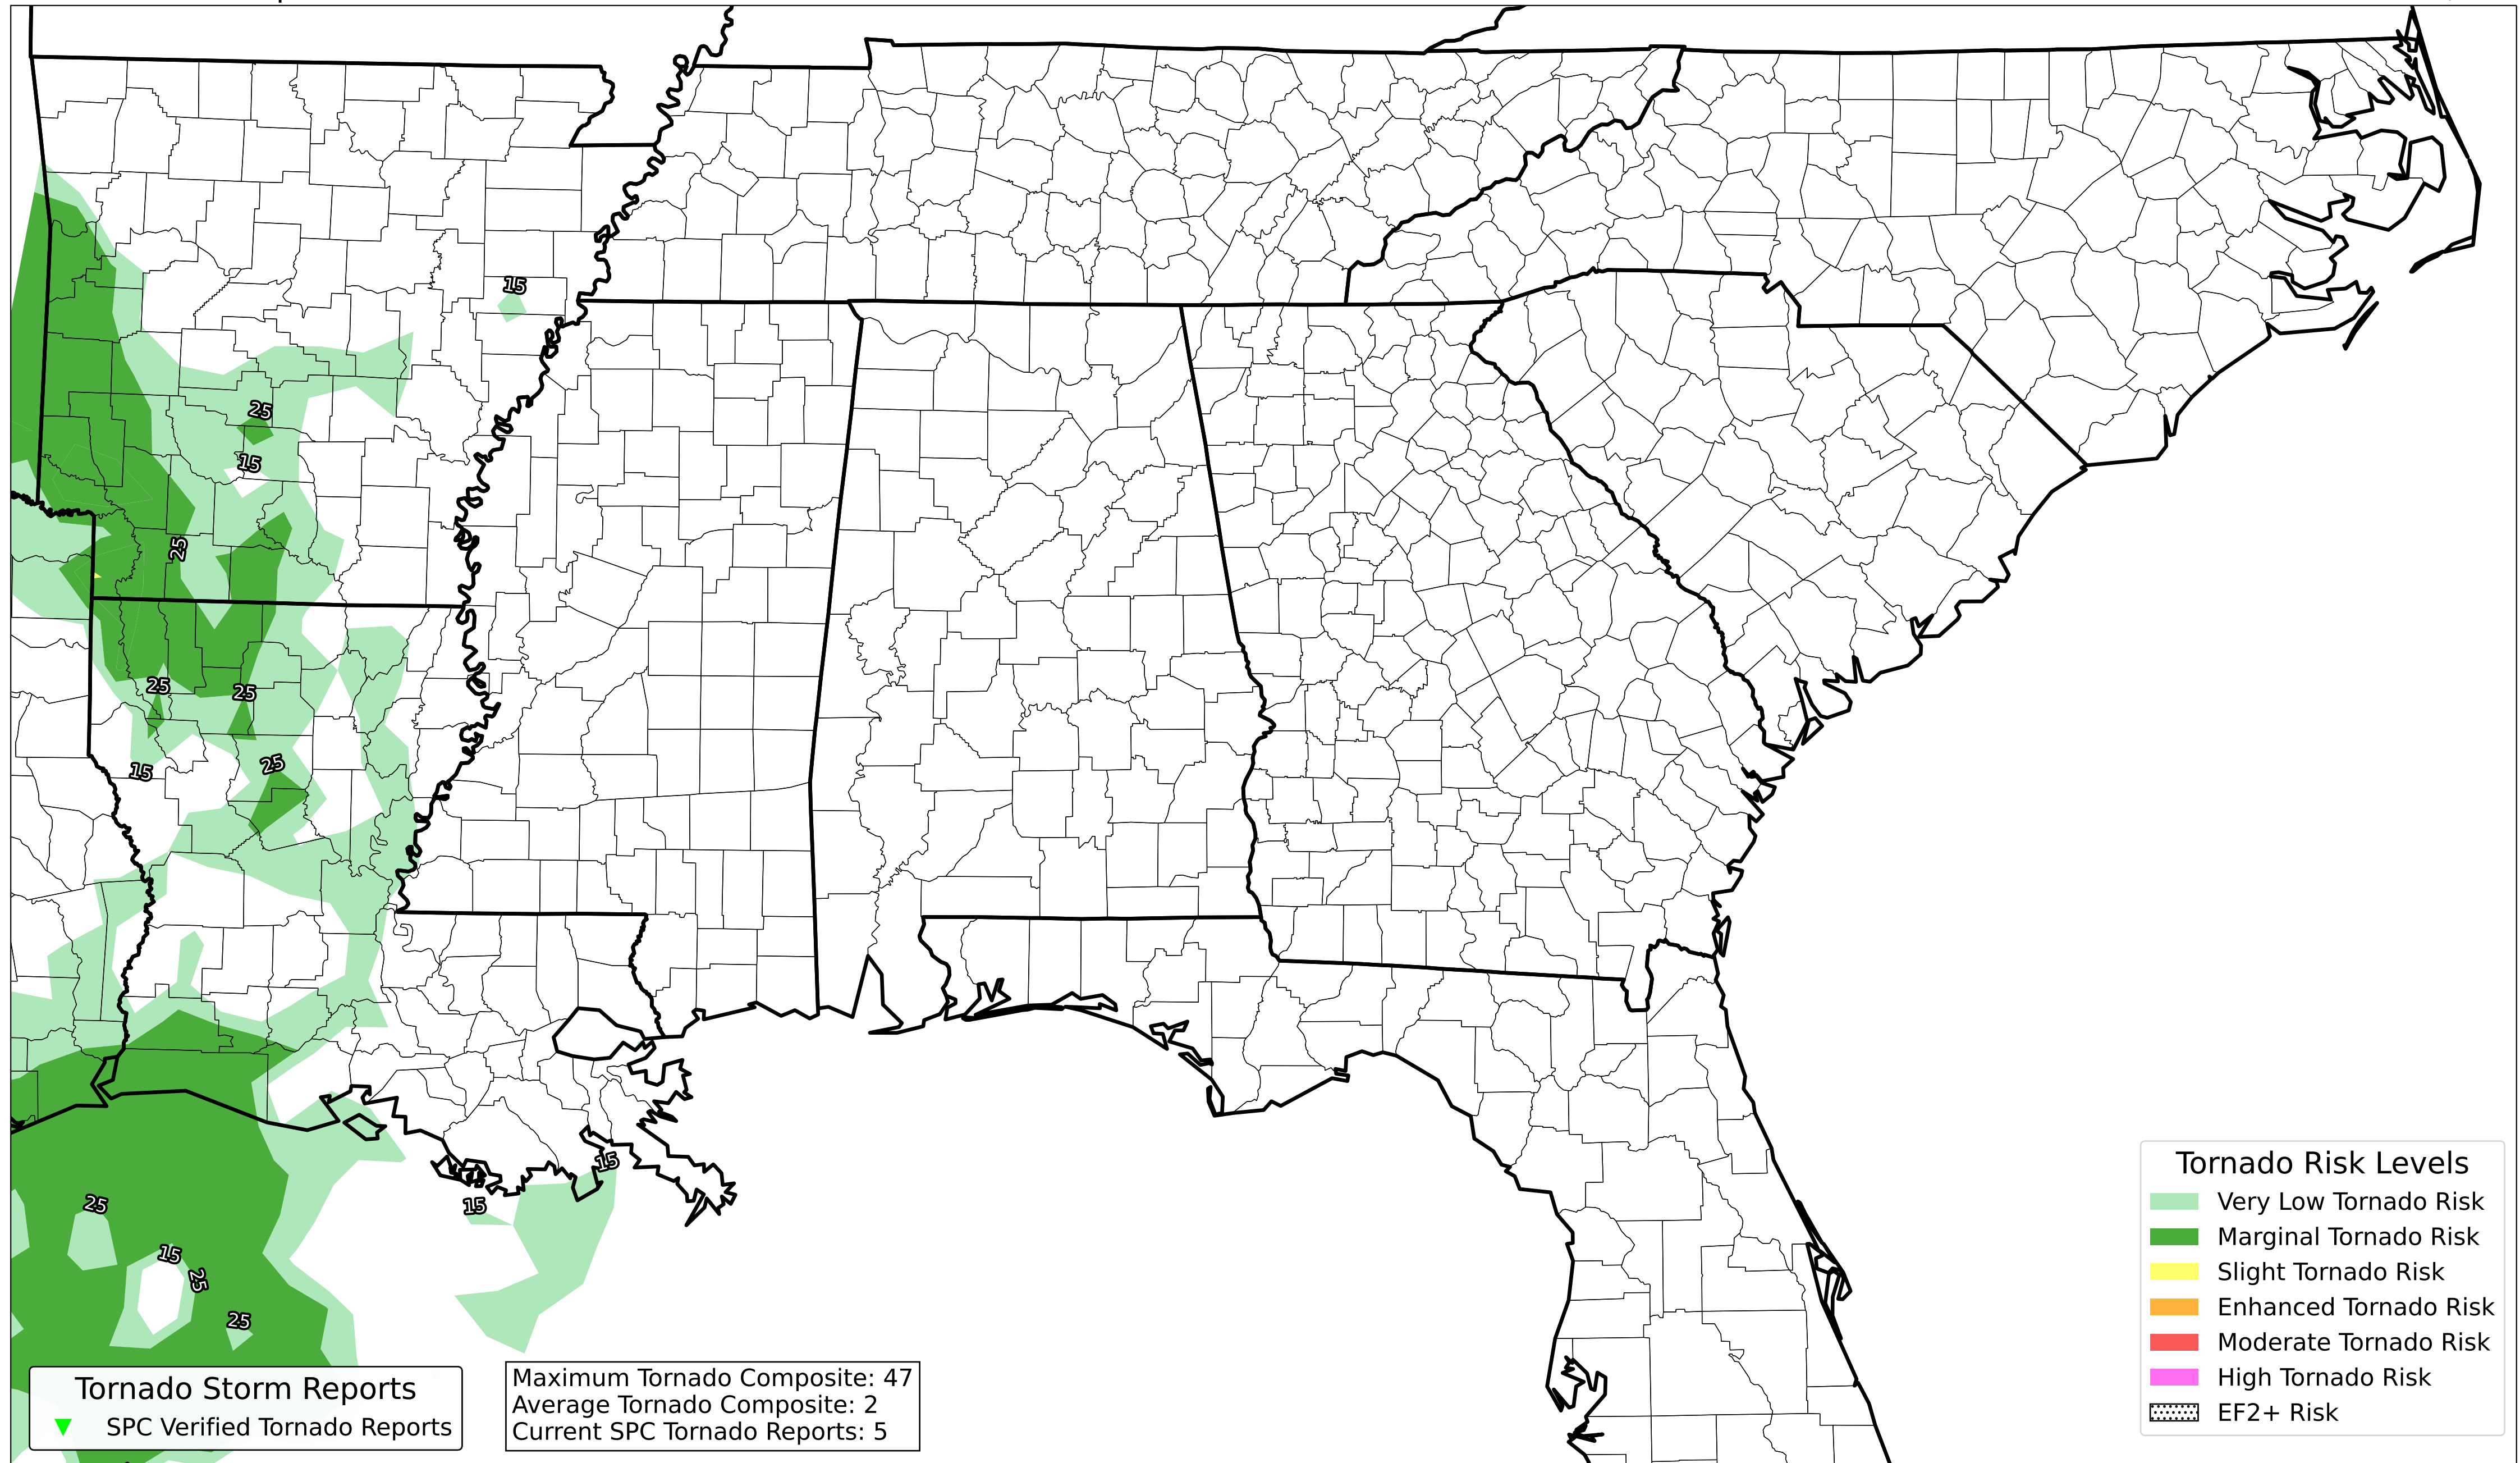 15
25
15
25
25
25
15
25
15
15
25
15
25
25
Tornado Risk Levels
Very Low Tornado Risk
Marginal Tornado Risk
Slight Tornado Risk
Enhanced Tornado Risk
Moderate Tornado Risk
High Tornado Risk
EF2+ Risk
Tornado Storm Reports
SPC Verified Tornado Reports
Maximum Tornado Composite: 47
Average Tornado Composite: 2
Current SPC Tornado Reports: 5